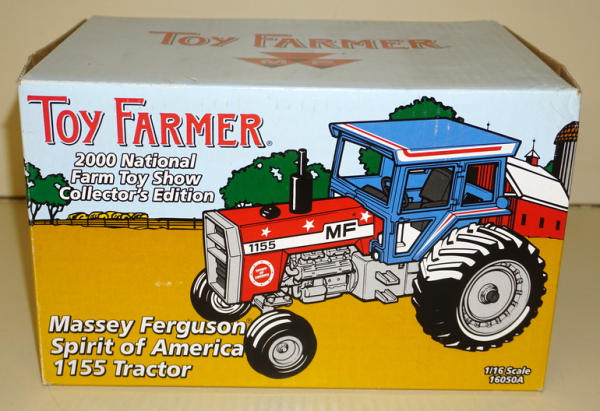 TOY FARMER
MF
TOY FARMER®
2000 National
Farm Toy Show
Collector's Edition
1155
MF
Massey Ferguson®
Spirit of America
1155 Tractor
1/16 Scale
16050A